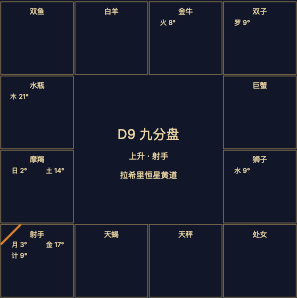 双鱼
白羊
金牛
火 8°
双子
罗 9°
水瓶
木 21°
巨蟹
D9 九分盘
上升 · 射手
拉希里恒星黄道
摩羯
日 2° 土 14°
狮子
水 9°
射手
月 3° 金 17°
计 9°
天蝎
天秤
处女